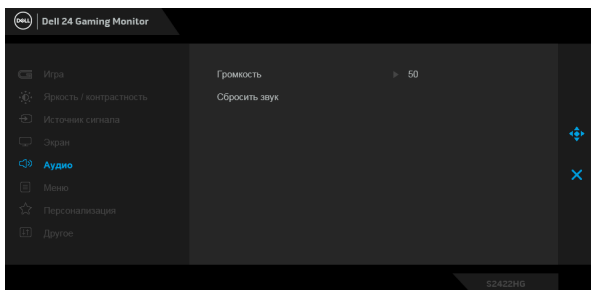 DELL
Dell 24 Gaming Monitor
Игра
Яркость / контрастность
Источник сигнала
Экран
Аудио
Меню
Персонализация
Другое
Громкость 50
Сбросить звук
S2422HG